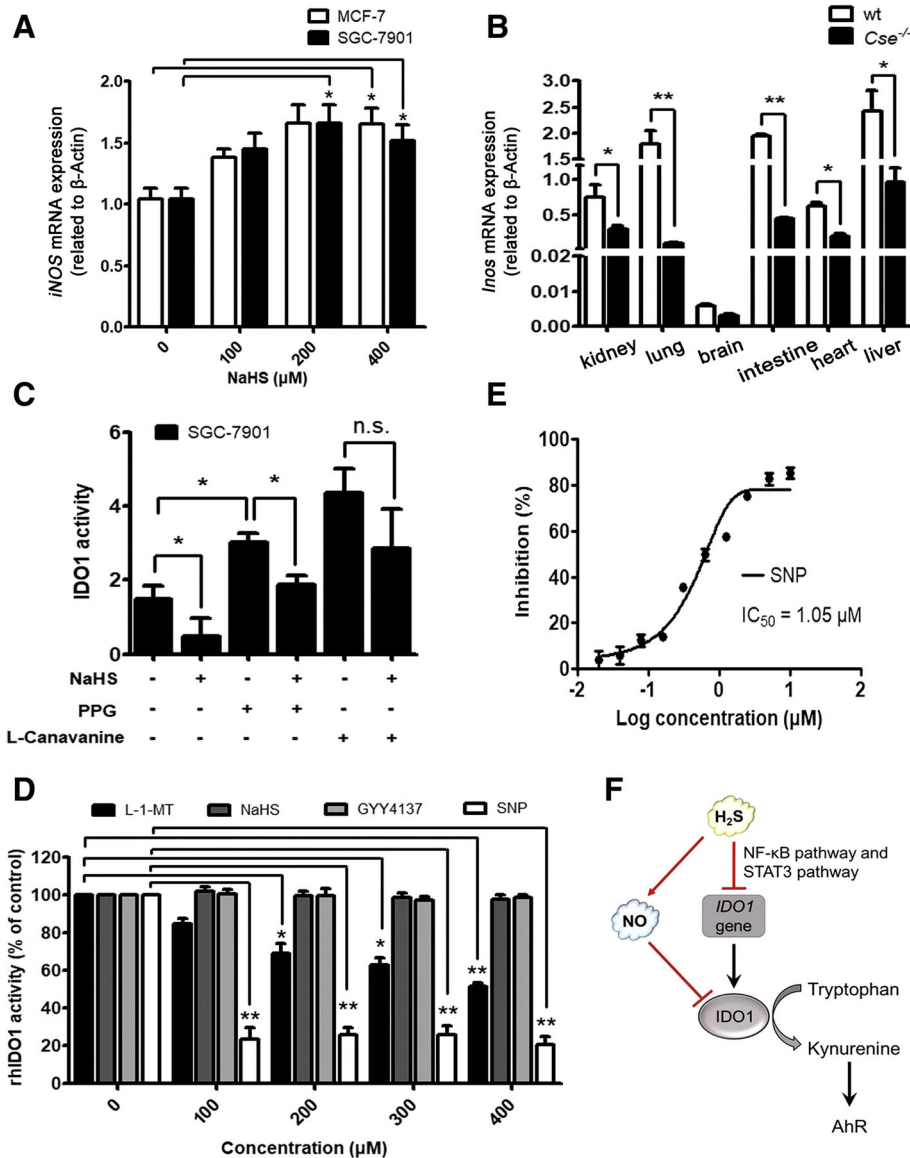 A
MCF-7
SGC-7901
iNOS mRNA expression
(related to β-Actin)
2.0
1.5
1.0
0.5
0.0
* * *
0 100 200 400
NaHS (μM)
B
wt
Cse-/-
Inos mRNA expression
(related to β-Actin)
3.0
2.5
2.0
1.5
1.0
0.5
0.02
0.01
0.00
* ** ** * *
kidney lung brain intestine heart liver
C
SGC-7901
IDO1 activity
6
4
2
0
* * * n.s.
NaHS - + - + - +
PPG - - + + - -
L-Canavanine - - - - + +
E
Inhibition (%)
100
80
60
40
20
0
SNP
IC50 = 1.05 μM
-2 -1 0 1 2
Log concentration (μM)
D
L-1-MT NaHS GYY4137 SNP
rhIDO1 activity (% of control)
120
100
80
60
40
20
0
** * ** * ** ** **
0 100 200 300 400
Concentration (μM)
F
H2S
NF-κB pathway and
STAT3 pathway
NO
IDO1
gene
IDO1
Tryptophan
Kynurenine
AhR